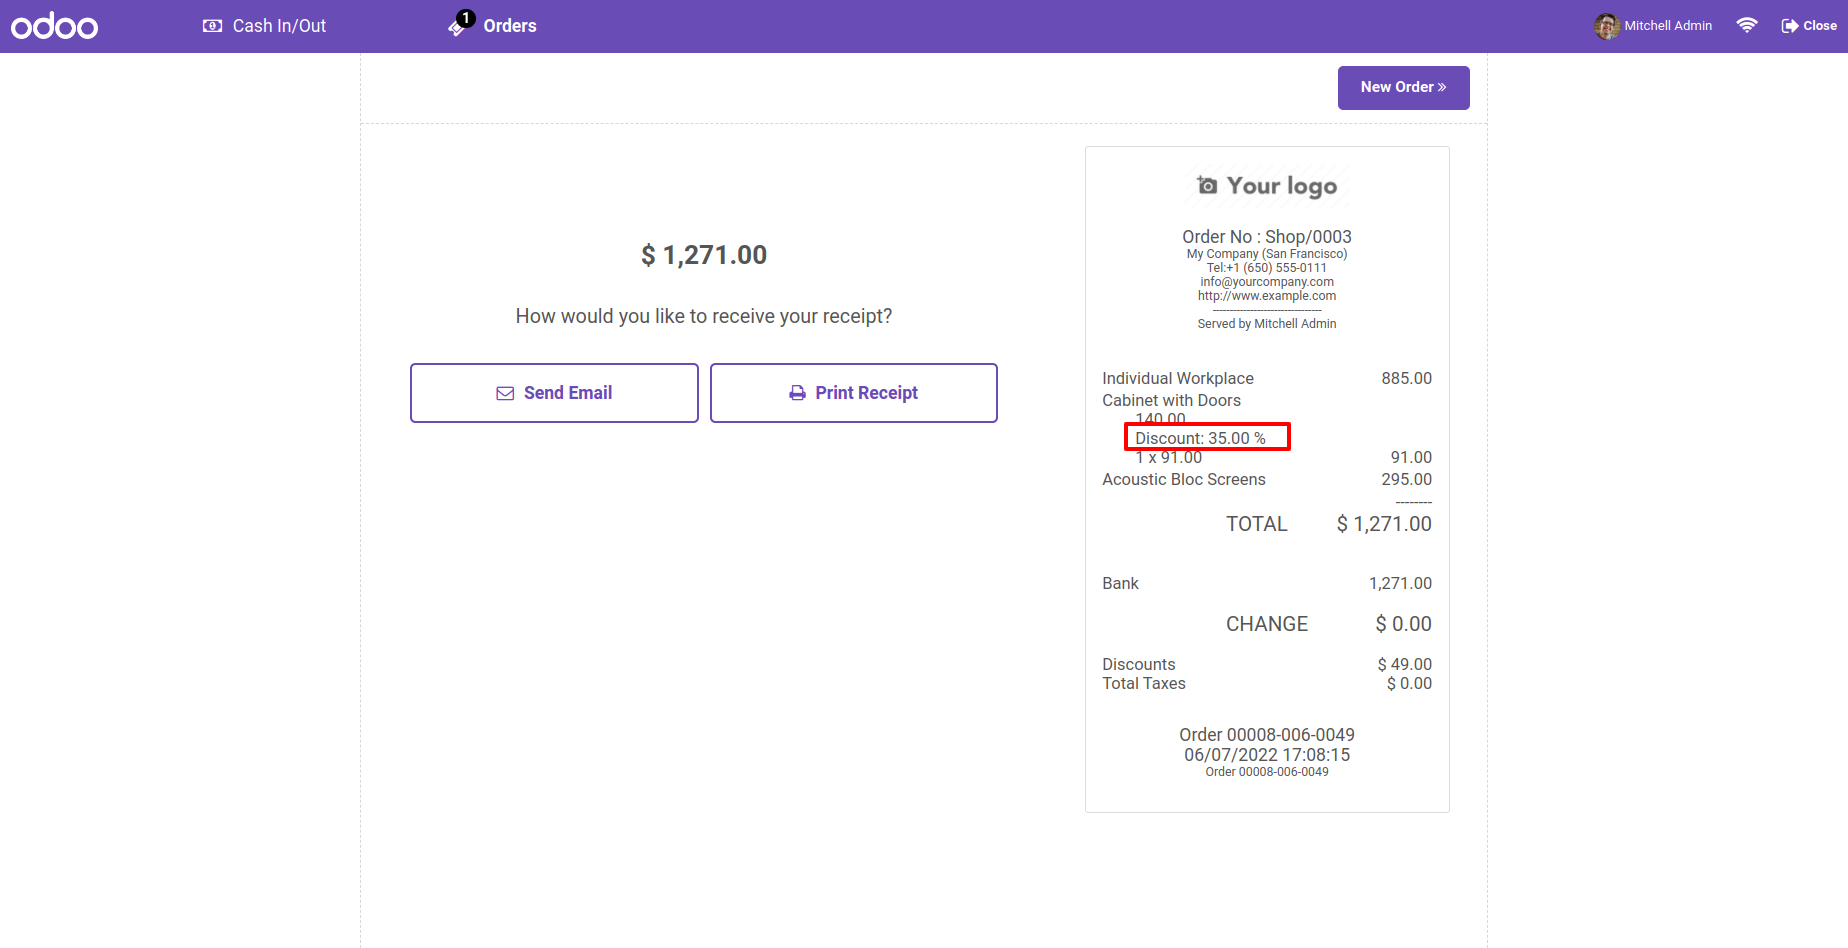 odoo
Cash In/Out
1
Orders
Mitchell Admin
Close
New Order »
Your logo
Order No : Shop/0003
My Company (San Francisco)
Tel:+1 (650) 555-0111
info@yourcompany.com
http://www.example.com
--------------------------------
Served by Mitchell Admin
$ 1,271.00
How would you like to receive your receipt?
Send Email
Print Receipt
Individual Workplace 885.00
Cabinet with Doors
140.00
Discount: 35.00 %
1 x 91.00 91.00
Acoustic Bloc Screens 295.00
--------
TOTAL $ 1,271.00
Bank 1,271.00
CHANGE $ 0.00
Discounts $ 49.00
Total Taxes $ 0.00
Order 00008-006-0049
06/07/2022 17:08:15
Order 00008-006-0049